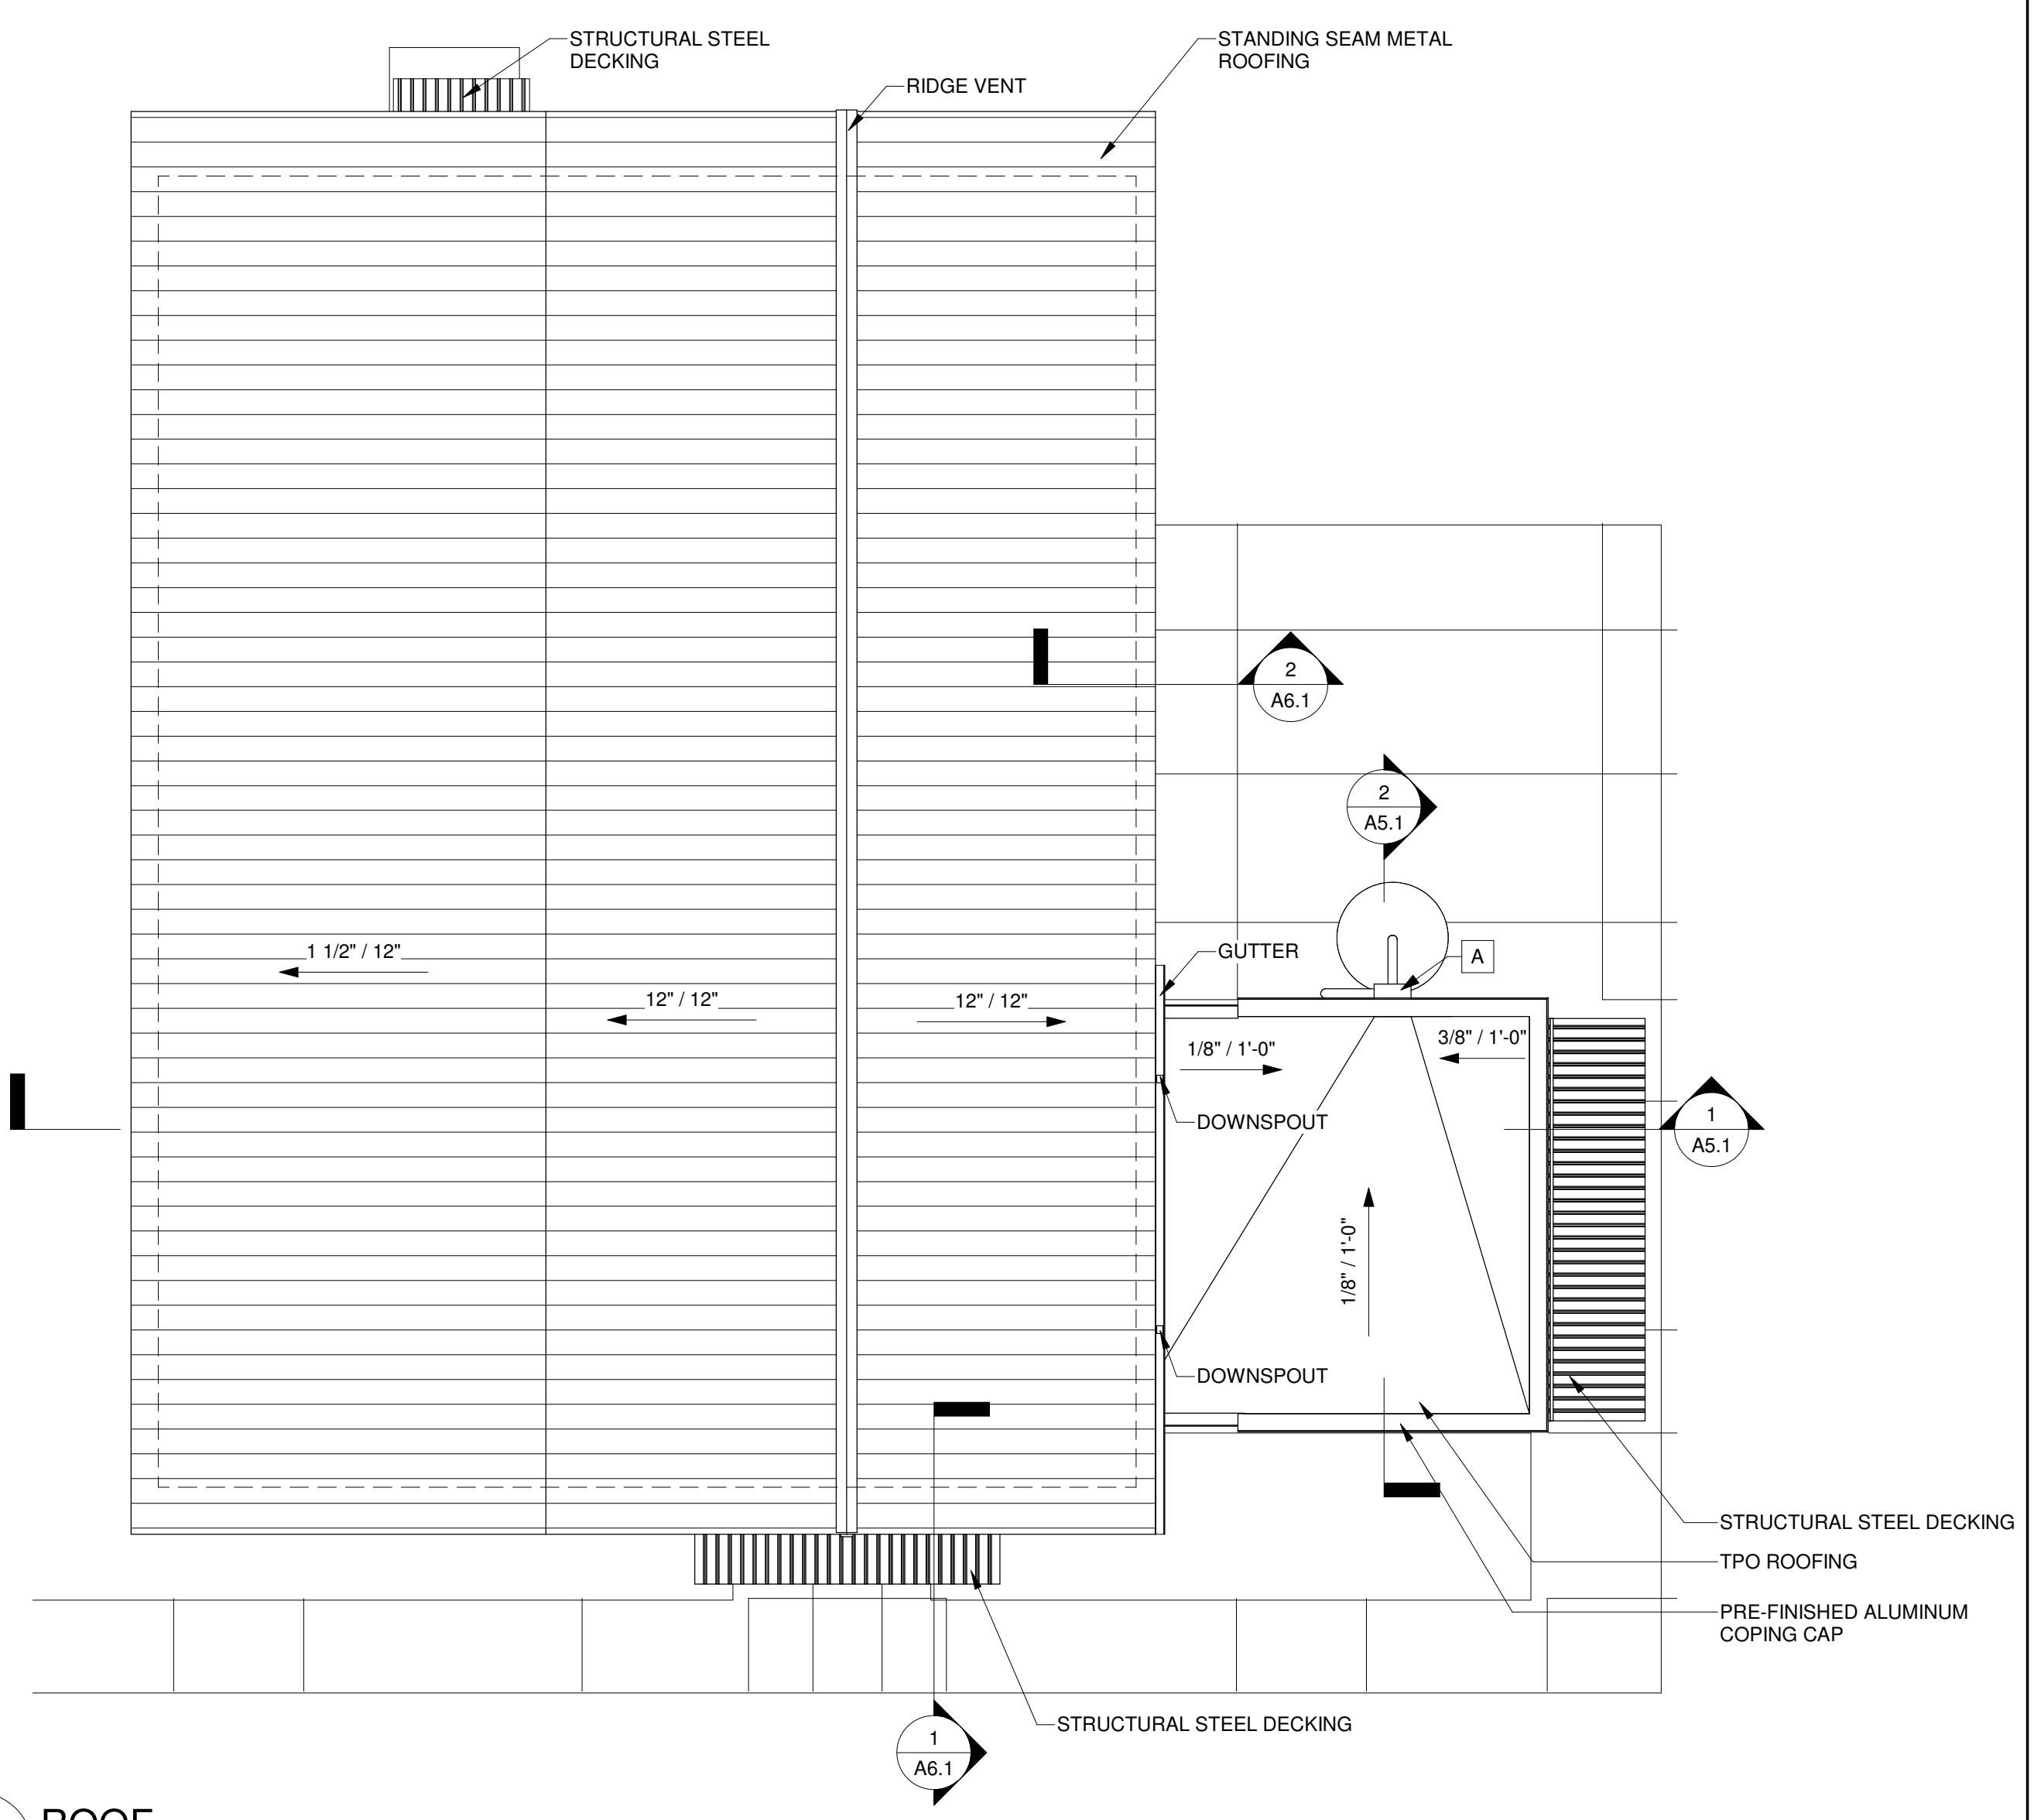 STRUCTURAL STEEL
DECKING
STANDING SEAM METAL
ROOFING
RIDGE VENT
2
A6.1
2
A5.1
GUTTER
A
1 1/2" / 12"
12" / 12"
12" / 12"
1/8" / 1'-0"
3/8" / 1'-0"
DOWNSPOUT
1
A5.1
1/8" / 1'-0"
DOWNSPOUT
STRUCTURAL STEEL DECKING
TPO ROOFING
PRE-FINISHED ALUMINUM
COPING CAP
STRUCTURAL STEEL DECKING
1
A6.1
ROOF